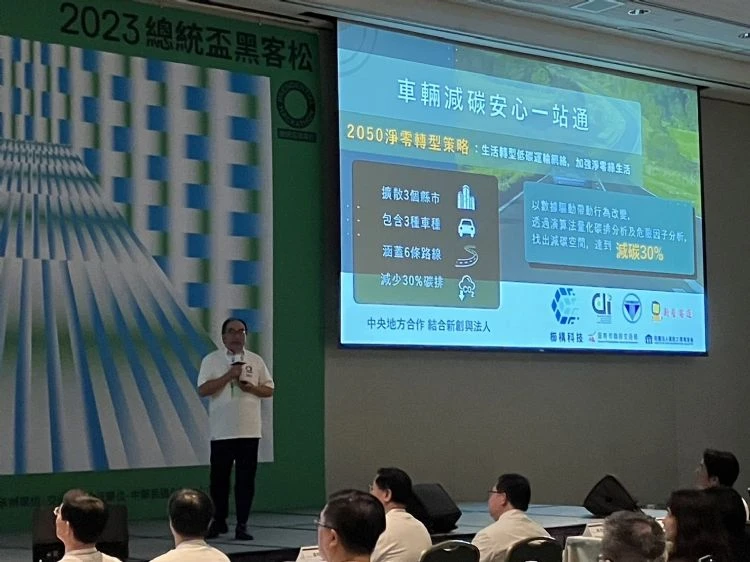 2023 總統盃黑客松
車輛減碳安心一站通
2050淨零轉型策略：生活轉型低碳運輸網絡、加強淨零綠生活
擴散3個縣市
包含3種車種
涵蓋6條路線
減少30%碳排
CO2
以數據驅動帶動行為改變，
透過演算法量化碳排分析及危駕因子分析，
找出減碳空間，達到 減碳30%
中央地方合作 結合新創與法人
櫛構科技